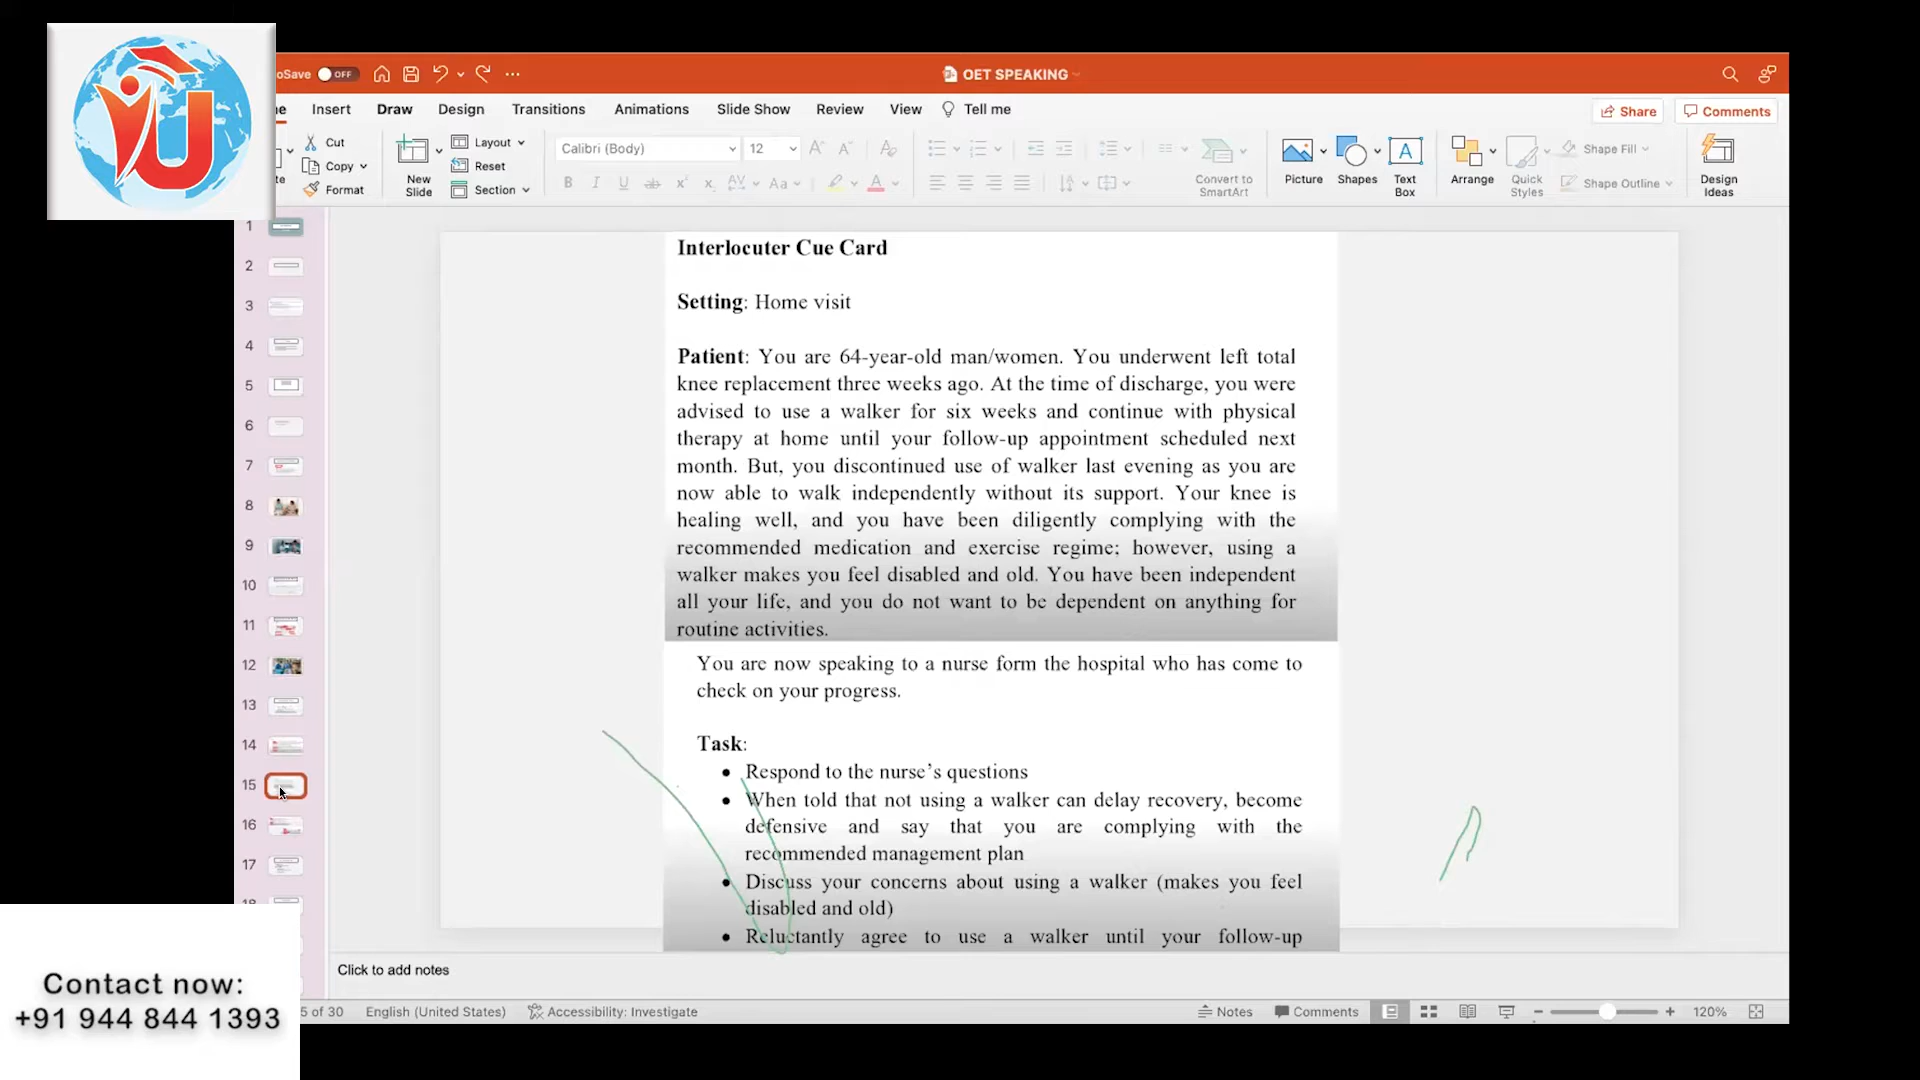 oSave OFF
OET SPEAKING
ne Insert Draw Design Transitions Animations Slide Show Review View Tell me
Share Comments
te Cut Copy Format
New Slide Layout Reset Section
Calibri (Body) 12
B I U ab x² x₂ AV Aa A
Convert to SmartArt
Picture Shapes Text Box
Arrange Quick Styles Shape Fill Shape Outline
Design Ideas
1
2
3
4
5
6
7
8
9
10
11
12
13
14
15
16
17
18
Interlocuter Cue Card
Setting: Home visit
Patient: You are 64-year-old man/women. You underwent left total
knee replacement three weeks ago. At the time of discharge, you were
advised to use a walker for six weeks and continue with physical
therapy at home until your follow-up appointment scheduled next
month. But, you discontinued use of walker last evening as you are
now able to walk independently without its support. Your knee is
healing well, and you have been diligently complying with the
recommended medication and exercise regime; however, using a
walker makes you feel disabled and old. You have been independent
all your life, and you do not want to be dependent on anything for
routine activities.
You are now speaking to a nurse form the hospital who has come to
check on your progress.
Task:
• Respond to the nurse's questions
• When told that not using a walker can delay recovery, become
defensive and say that you are complying with the
recommended management plan
• Discuss your concerns about using a walker (makes you feel
disabled and old)
• Reluctantly agree to use a walker until your follow-up
Click to add notes
5 of 30 English (United States) Accessibility: Investigate
Notes Comments 120%
Contact now:
+91 944 844 1393